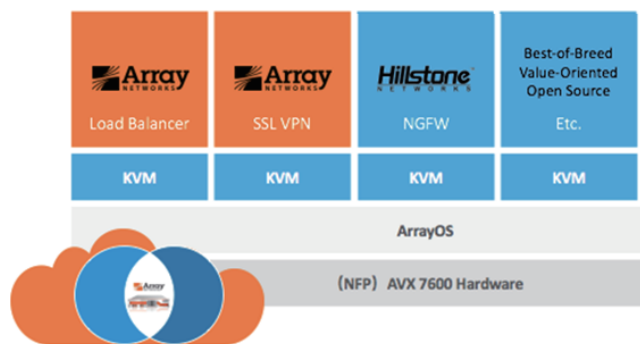 Array
NETWORKS
Load Balancer
Array
NETWORKS
SSL VPN
Hillstone
NETWORKS
NGFW
Best-of-Breed
Value-Oriented
Open Source
Etc.
KVM
KVM
KVM
KVM
ArrayOS
(NFP) AVX 7600 Hardware
Array